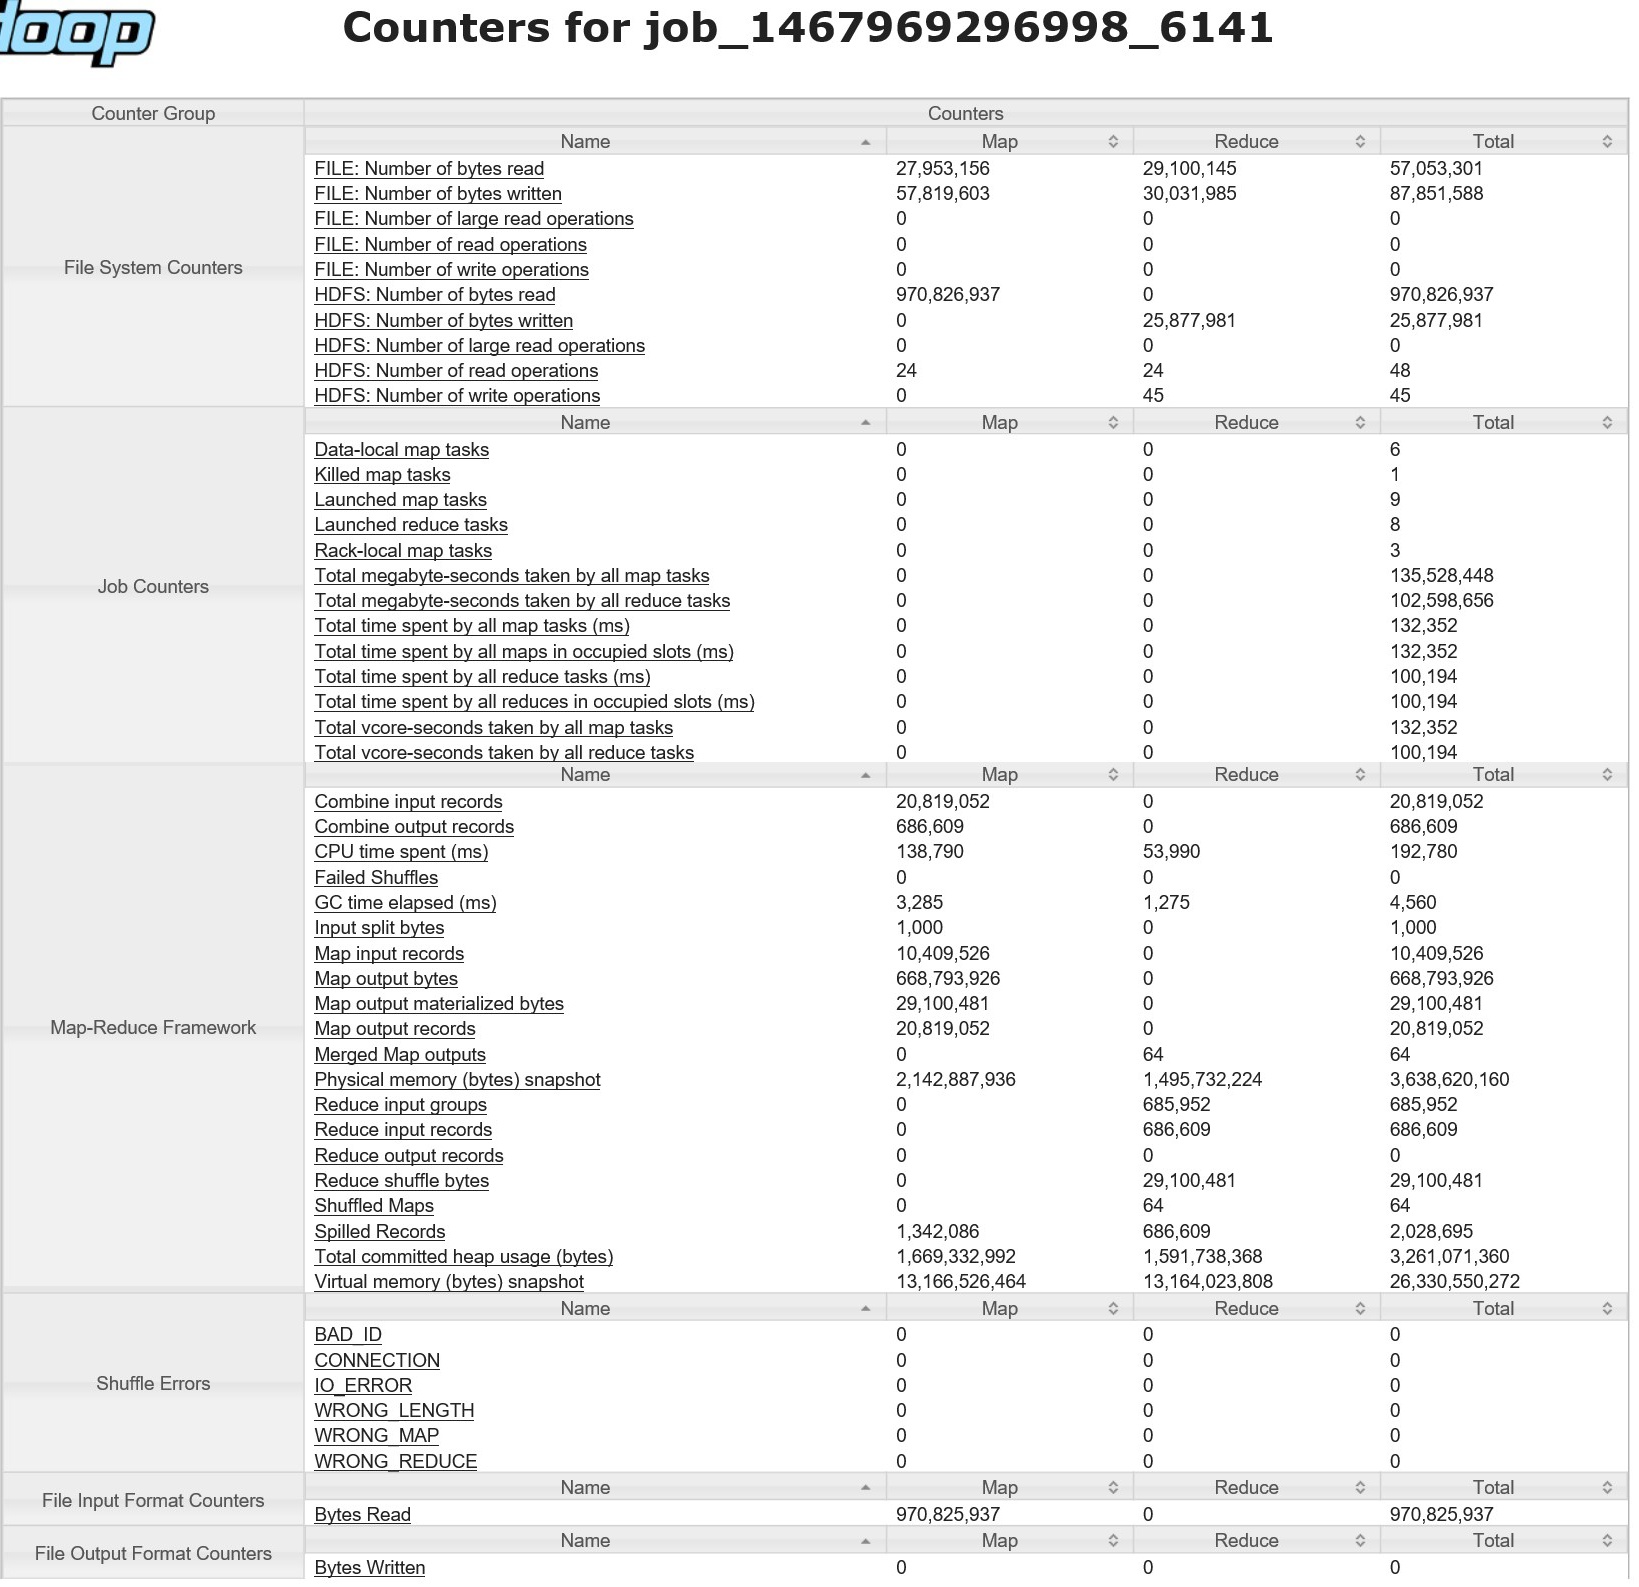 doop
Counters for job_1467969296998_6141
Counter Group Counters
File System Counters
Name Map Reduce Total
FILE: Number of bytes read 27,953,156 29,100,145 57,053,301
FILE: Number of bytes written 57,819,603 30,031,985 87,851,588
FILE: Number of large read operations 0 0 0
FILE: Number of read operations 0 0 0
FILE: Number of write operations 0 0 0
HDFS: Number of bytes read 970,826,937 0 970,826,937
HDFS: Number of bytes written 0 25,877,981 25,877,981
HDFS: Number of large read operations 0 0 0
HDFS: Number of read operations 24 24 48
HDFS: Number of write operations 0 45 45
Job Counters
Name Map Reduce Total
Data-local map tasks 0 0 6
Killed map tasks 0 0 1
Launched map tasks 0 0 9
Launched reduce tasks 0 0 8
Rack-local map tasks 0 0 3
Total megabyte-seconds taken by all map tasks 0 0 135,528,448
Total megabyte-seconds taken by all reduce tasks 0 0 102,598,656
Total time spent by all map tasks (ms) 0 0 132,352
Total time spent by all maps in occupied slots (ms) 0 0 132,352
Total time spent by all reduce tasks (ms) 0 0 100,194
Total time spent by all reduces in occupied slots (ms) 0 0 100,194
Total vcore-seconds taken by all map tasks 0 0 132,352
Total vcore-seconds taken by all reduce tasks 0 0 100,194
Map-Reduce Framework
Name Map Reduce Total
Combine input records 20,819,052 0 20,819,052
Combine output records 686,609 0 686,609
CPU time spent (ms) 138,790 53,990 192,780
Failed Shuffles 0 0 0
GC time elapsed (ms) 3,285 1,275 4,560
Input split bytes 1,000 0 1,000
Map input records 10,409,526 0 10,409,526
Map output bytes 668,793,926 0 668,793,926
Map output materialized bytes 29,100,481 0 29,100,481
Map output records 20,819,052 0 20,819,052
Merged Map outputs 0 64 64
Physical memory (bytes) snapshot 2,142,887,936 1,495,732,224 3,638,620,160
Reduce input groups 0 685,952 685,952
Reduce input records 0 686,609 686,609
Reduce output records 0 0 0
Reduce shuffle bytes 0 29,100,481 29,100,481
Shuffled Maps 0 64 64
Spilled Records 1,342,086 686,609 2,028,695
Total committed heap usage (bytes) 1,669,332,992 1,591,738,368 3,261,071,360
Virtual memory (bytes) snapshot 13,166,526,464 13,164,023,808 26,330,550,272
Shuffle Errors
Name Map Reduce Total
BAD_ID 0 0 0
CONNECTION 0 0 0
IO_ERROR 0 0 0
WRONG_LENGTH 0 0 0
WRONG_MAP 0 0 0
WRONG_REDUCE 0 0 0
File Input Format Counters
Name Map Reduce Total
Bytes Read 970,825,937 0 970,825,937
File Output Format Counters
Name Map Reduce Total
Bytes Written 0 0 0